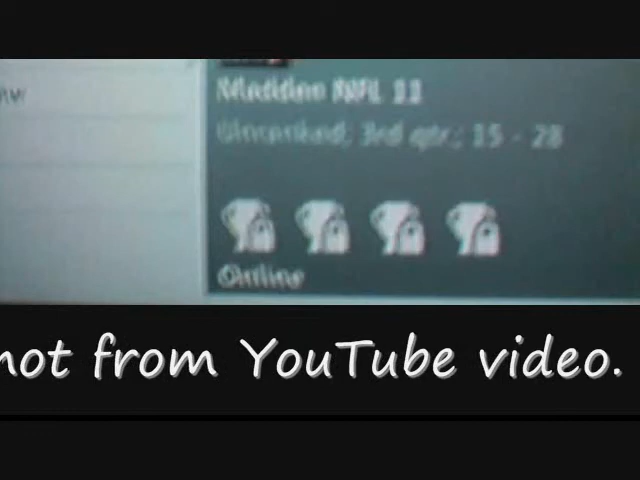 Madden NFL 11
Unranked, 3rd qtr., 15 - 28
Online
not from YouTube video.